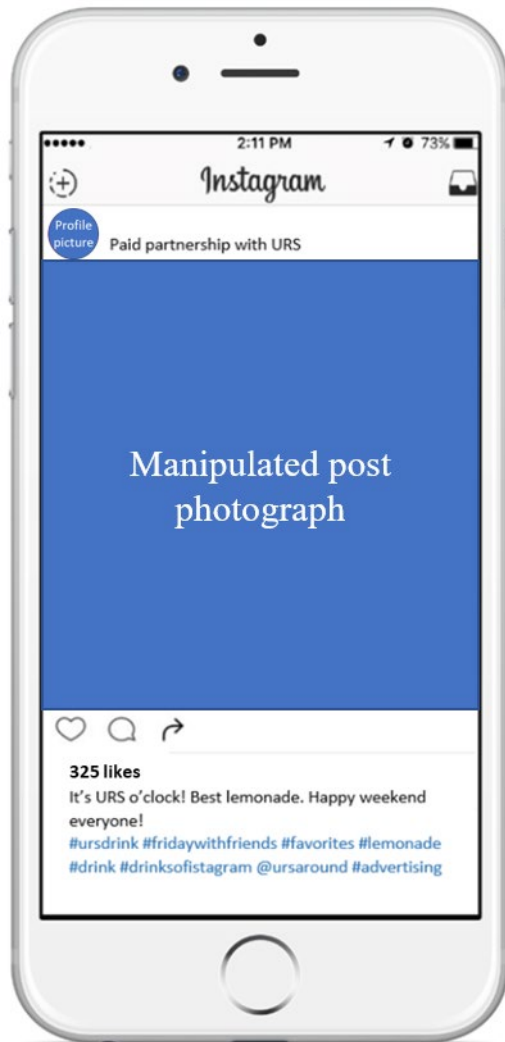 2:11 PM
73%
Instagram
Profile
picture
Paid partnership with URS
Manipulated post
photograph
325 likes
It's URS o'clock! Best lemonade. Happy weekend
everyone!
#ursdrink #fridaywithfriends #favorites #lemonade
#drink #drinksofistagram @ursaround #advertising